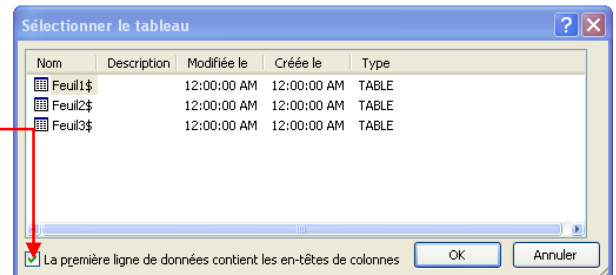 Sélectionner le tableau
Nom Description Modifiée le Créée le Type
Feuil1$ 12:00:00 AM 12:00:00 AM TABLE
Feuil2$ 12:00:00 AM 12:00:00 AM TABLE
Feuil3$ 12:00:00 AM 12:00:00 AM TABLE
La première ligne de données contient les en-têtes de colonnes OK Annuler